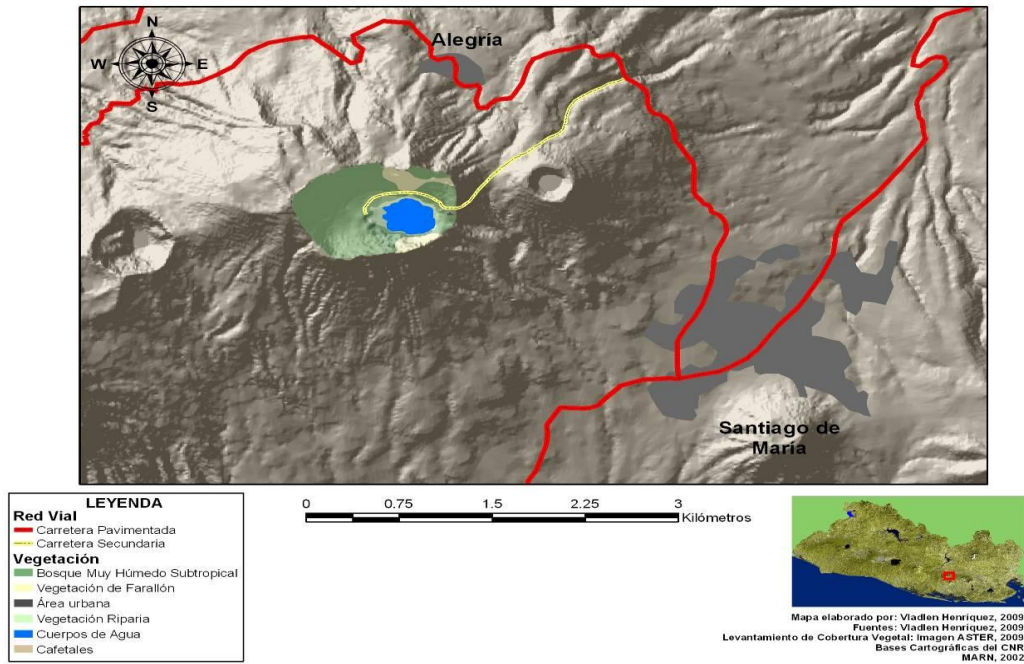 Alegría
N
W E
S
Santiago de
María
LEYENDA
Red Vial
Carretera Pavimentada
Carretera Secundaria
Vegetación
Bosque Muy Húmedo Subtropical
Vegetación de Farallón
Área urbana
Vegetación Riparia
Cuerpos de Agua
Cafetales
0 0.75 1.5 2.25 3
Kilómetros
Mapa elaborado por: Vladlen Henríquez, 2009
Fuentes: Vladlen Henríquez, 2009
Levantamiento de Cobertura Vegetal: Imagen ASTER, 2009
Bases Cartográficas del CNR
MARN, 2002